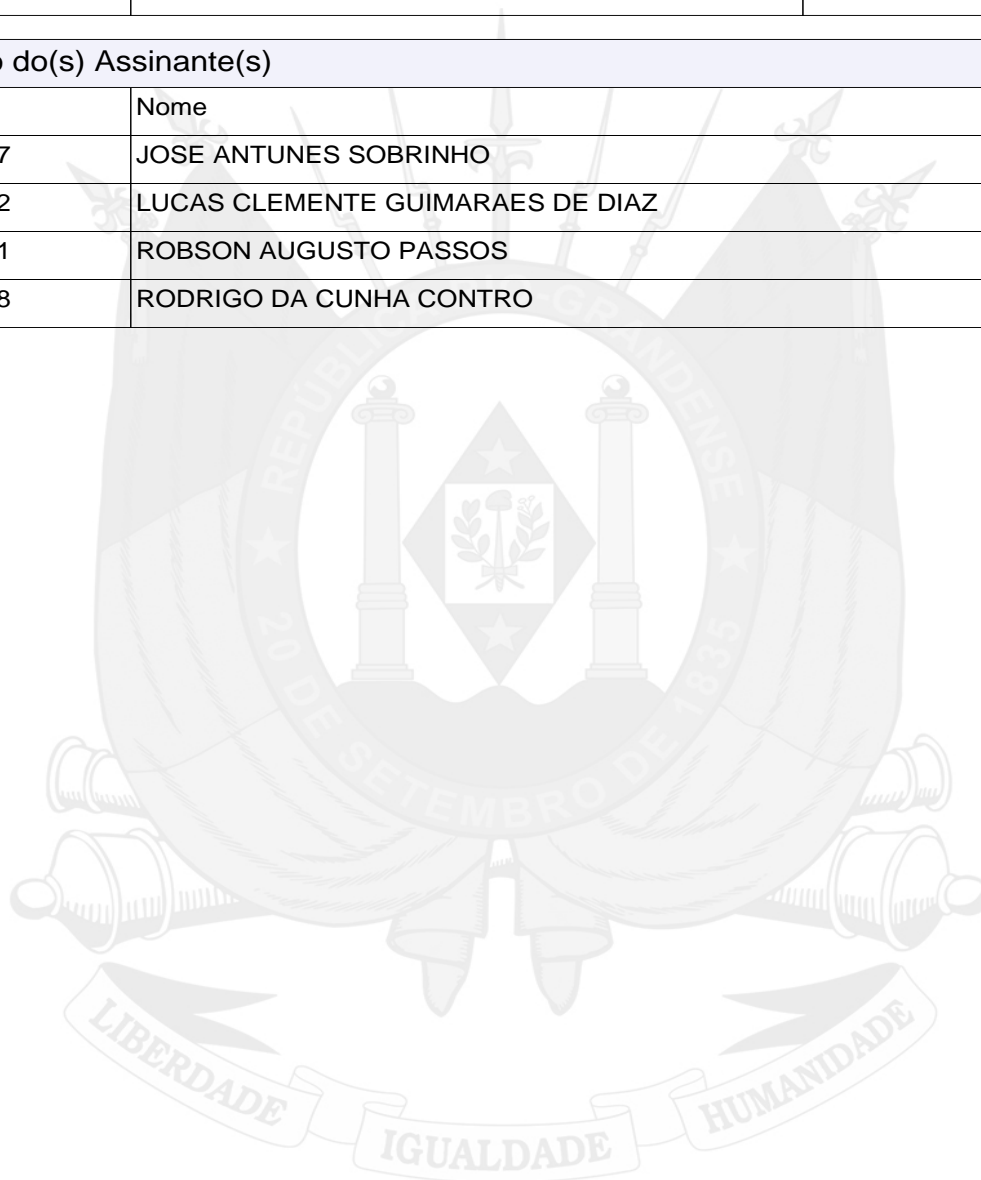 o do(s) Assinante(s)
Nome
7 JOSE ANTUNES SOBRINHO
2 LUCAS CLEMENTE GUIMARAES DE DIAZ
1 ROBSON AUGUSTO PASSOS
8 RODRIGO DA CUNHA CONTRO
REPÚBLICA RIO-GRANDENSE
20 DE SETEMBRO DE 1835
LIBERDADE IGUALDADE HUMANIDADE